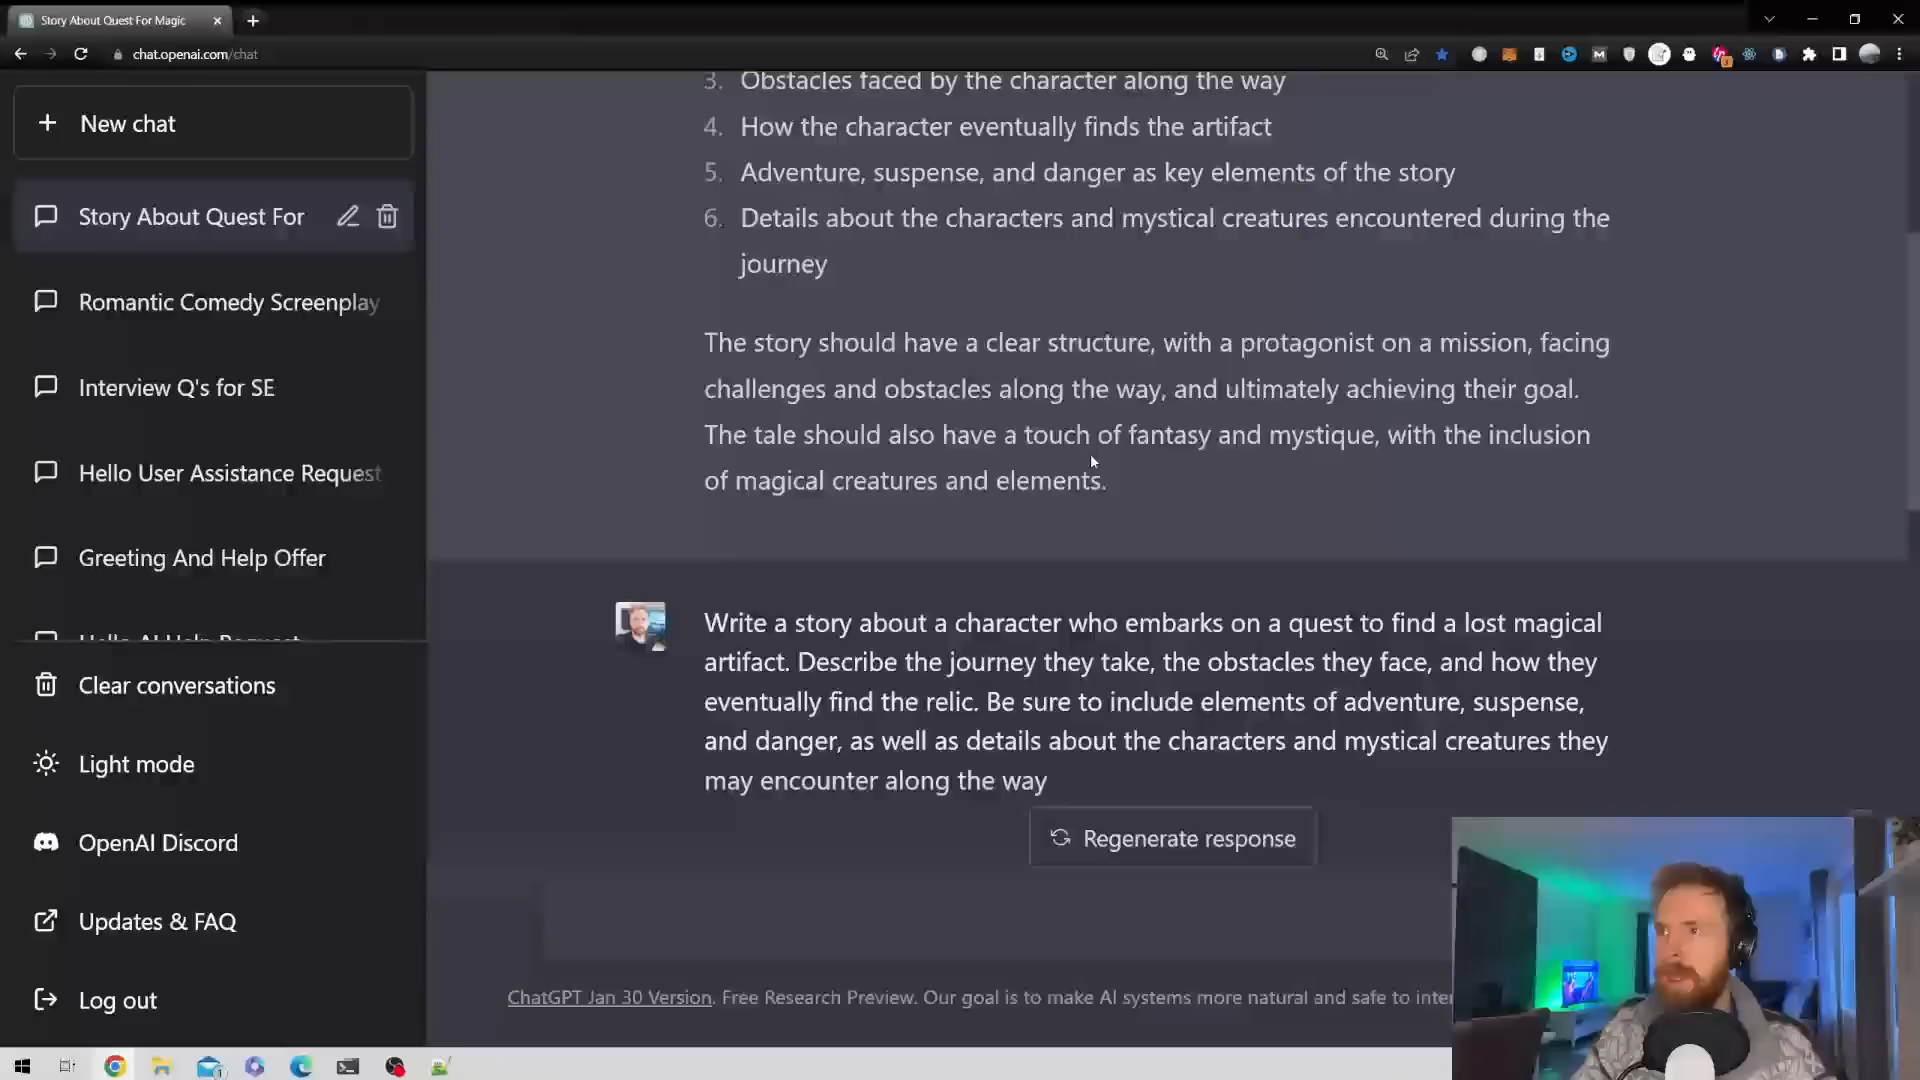 Story About Quest For Magic
chat.openai.com/chat
New chat
Story About Quest For
Romantic Comedy Screenplay
Interview Q's for SE
Hello User Assistance Request
Greeting And Help Offer
Hello AI Help Request
Clear conversations
Light mode
OpenAI Discord
Updates & FAQ
Log out
3. Obstacles faced by the character along the way
4. How the character eventually finds the artifact
5. Adventure, suspense, and danger as key elements of the story
6. Details about the characters and mystical creatures encountered during the
journey
The story should have a clear structure, with a protagonist on a mission, facing
challenges and obstacles along the way, and ultimately achieving their goal.
The tale should also have a touch of fantasy and mystique, with the inclusion
of magical creatures and elements.
Write a story about a character who embarks on a quest to find a lost magical
artifact. Describe the journey they take, the obstacles they face, and how they
eventually find the relic. Be sure to include elements of adventure, suspense,
and danger, as well as details about the characters and mystical creatures they
may encounter along the way
Regenerate response
ChatGPT Jan 30 Version. Free Research Preview. Our goal is to make AI systems more natural and safe to inte